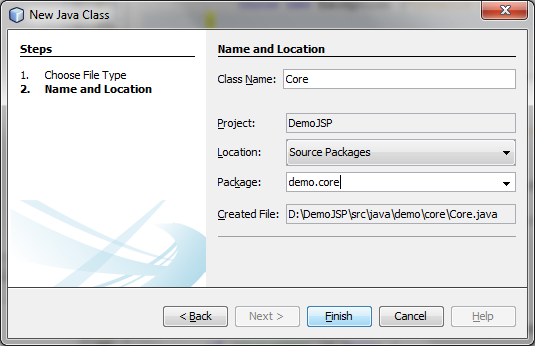 New Java Class
Steps
1. Choose File Type
2. Name and Location
Name and Location
Class Name: Core
Project: DemoJSP
Location: Source Packages
Package: demo.core
Created File: D:\DemoJSP\src\java\demo\core\Core.java
< Back Next > Finish Cancel Help